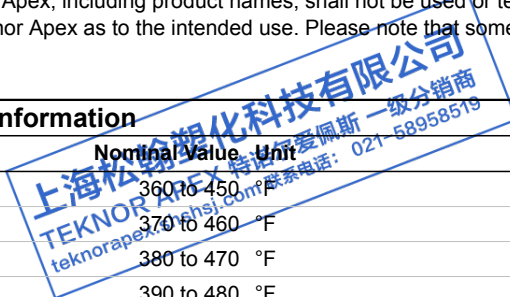 Apex, including product names, shall not be used or te
nor Apex as to the intended use. Please note that some
nformation
Nominal Value Unit
360 to 450 °F
370 to 460 °F
380 to 470 °F
390 to 480 °F
上海松翰塑化科技有限公司
TEKNOR APEX 特诺爱佩斯 一级分销商
teknorapex.shshsj.com 联系电话: 021-58958519